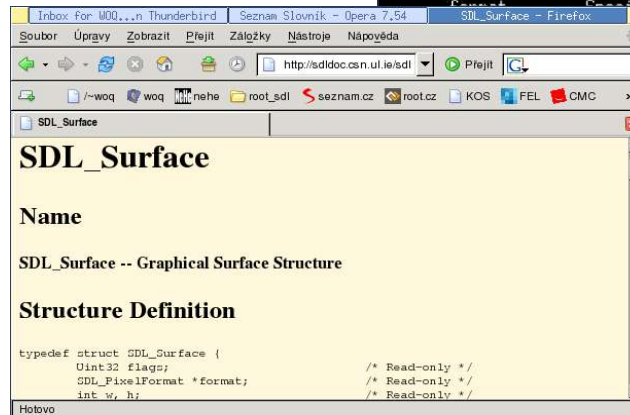 Inbox for WOQ...n Thunderbird Seznam Slovník - Opera 7.54 SDL_Surface - Firefox
Soubor Úpravy Zobrazit Přejít Záložky Nástroje Nápověda
http://sdldoc.csn.ul.ie/sdl Přejít G
/~woq woq nehe root_sdl seznam.cz root.cz KOS FEL CMC
SDL_Surface
SDL_Surface
Name
SDL_Surface -- Graphical Surface Structure
Structure Definition
typedef struct SDL_Surface {
Uint32 flags; /* Read-only */
SDL_PixelFormat *format; /* Read-only */
int w, h; /* Read-only */
Hotovo